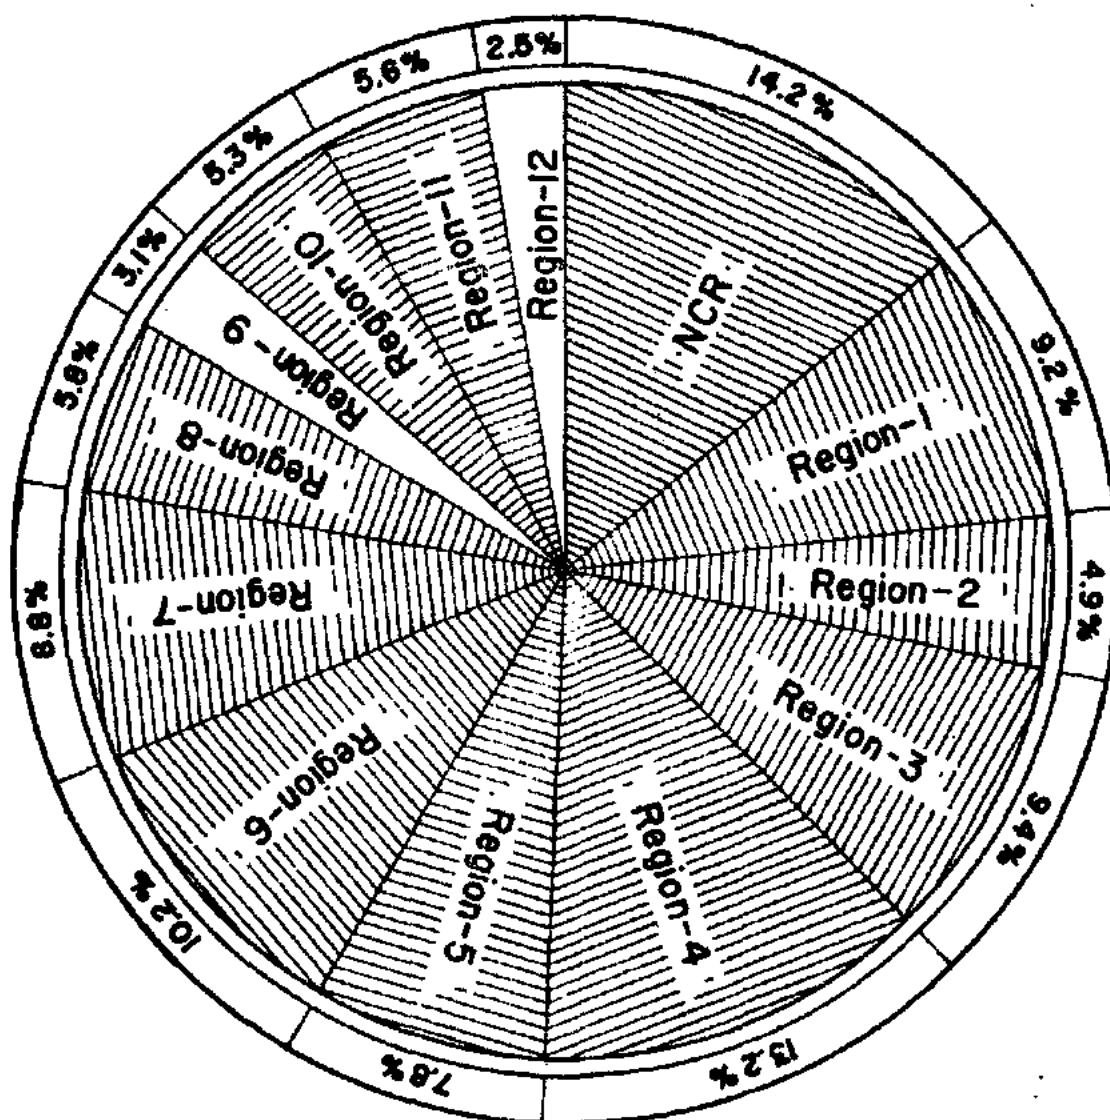 14.2%
NCR
9.2%
Region-1
4.9%
Region-2
9.4%
Region-3
13.2%
Region-4
7.8%
Region-5
10.2%
Region-6
8.8%
Region-7
5.8%
Region-8
3.1%
Region-9
5.3%
Region-10
5.6%
Region-11
2.5%
Region-12